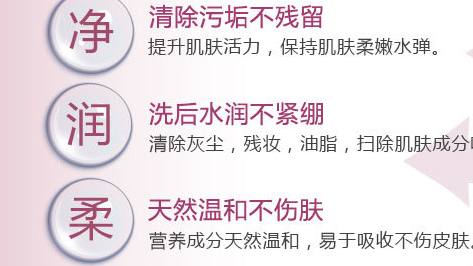 净
清除污垢不残留
提升肌肤活力，保持肌肤柔嫩水弹。
润
洗后水润不紧绷
清除灰尘，残妆，油脂，扫除肌肤成分
柔
天然温和不伤肤
营养成分天然温和，易于吸收不伤皮肤。